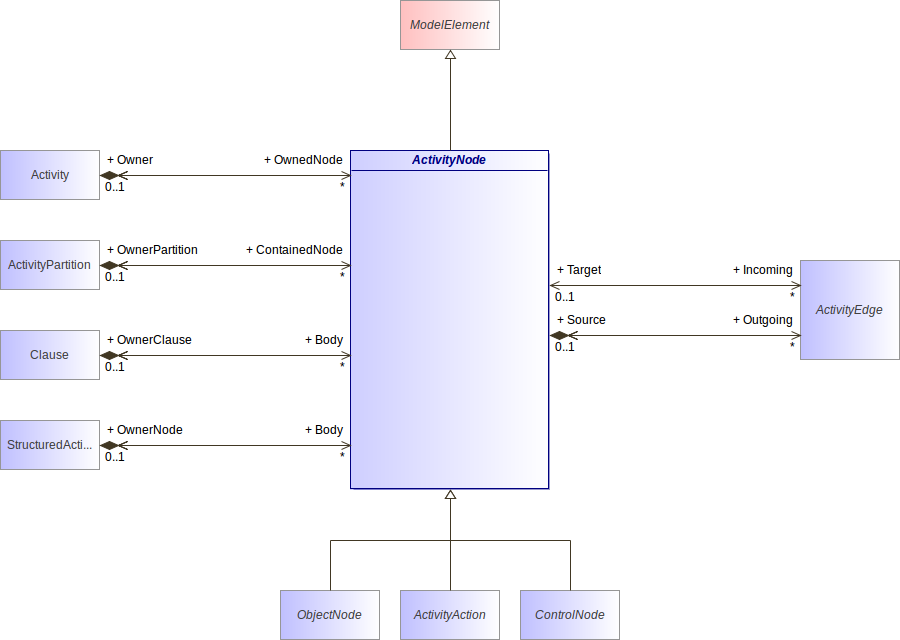 ModelElement
ActivityNode
Activity
+ Owner
+ OwnedNode
0..1
*
ActivityPartition
+ OwnerPartition
+ ContainedNode
0..1
*
Clause
+ OwnerClause
+ Body
0..1
*
StructuredActi...
+ OwnerNode
+ Body
0..1
*
+ Target
+ Incoming
0..1
*
+ Source
+ Outgoing
0..1
*
ActivityEdge
ObjectNode
ActivityAction
ControlNode